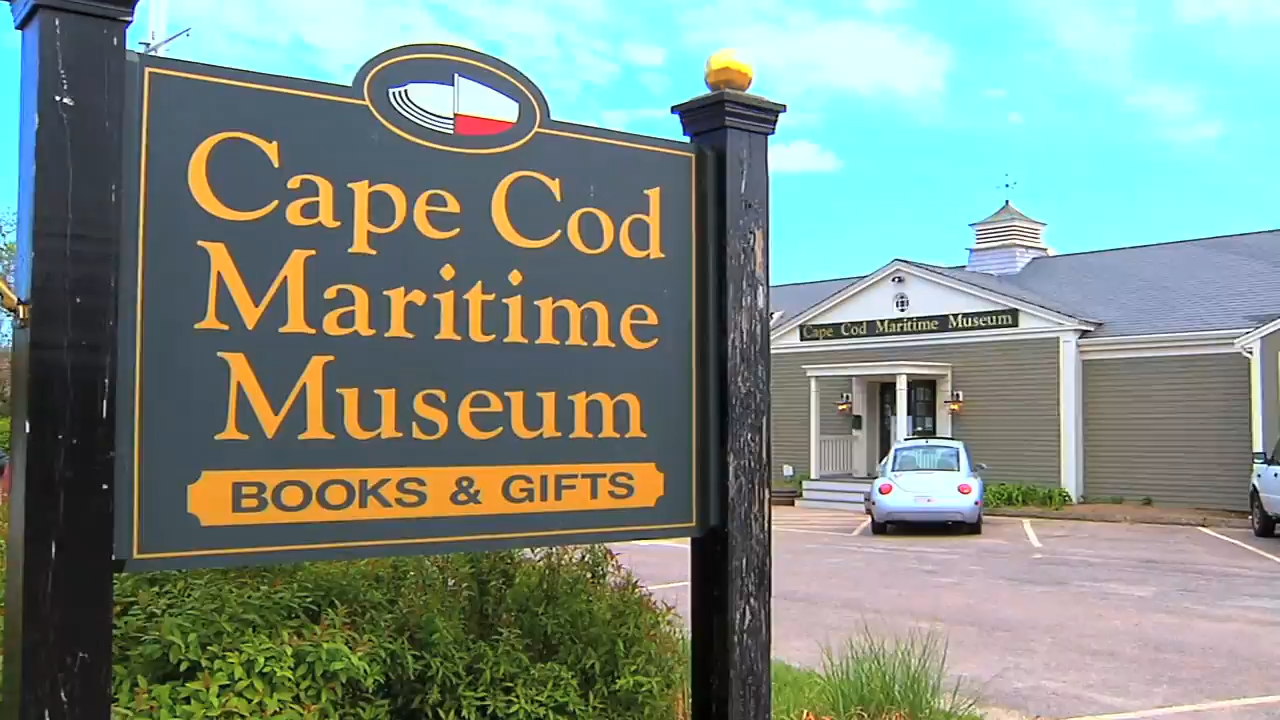 Cape Cod
Maritime
Museum
BOOKS & GIFTS
Cape Cod Maritime Museum